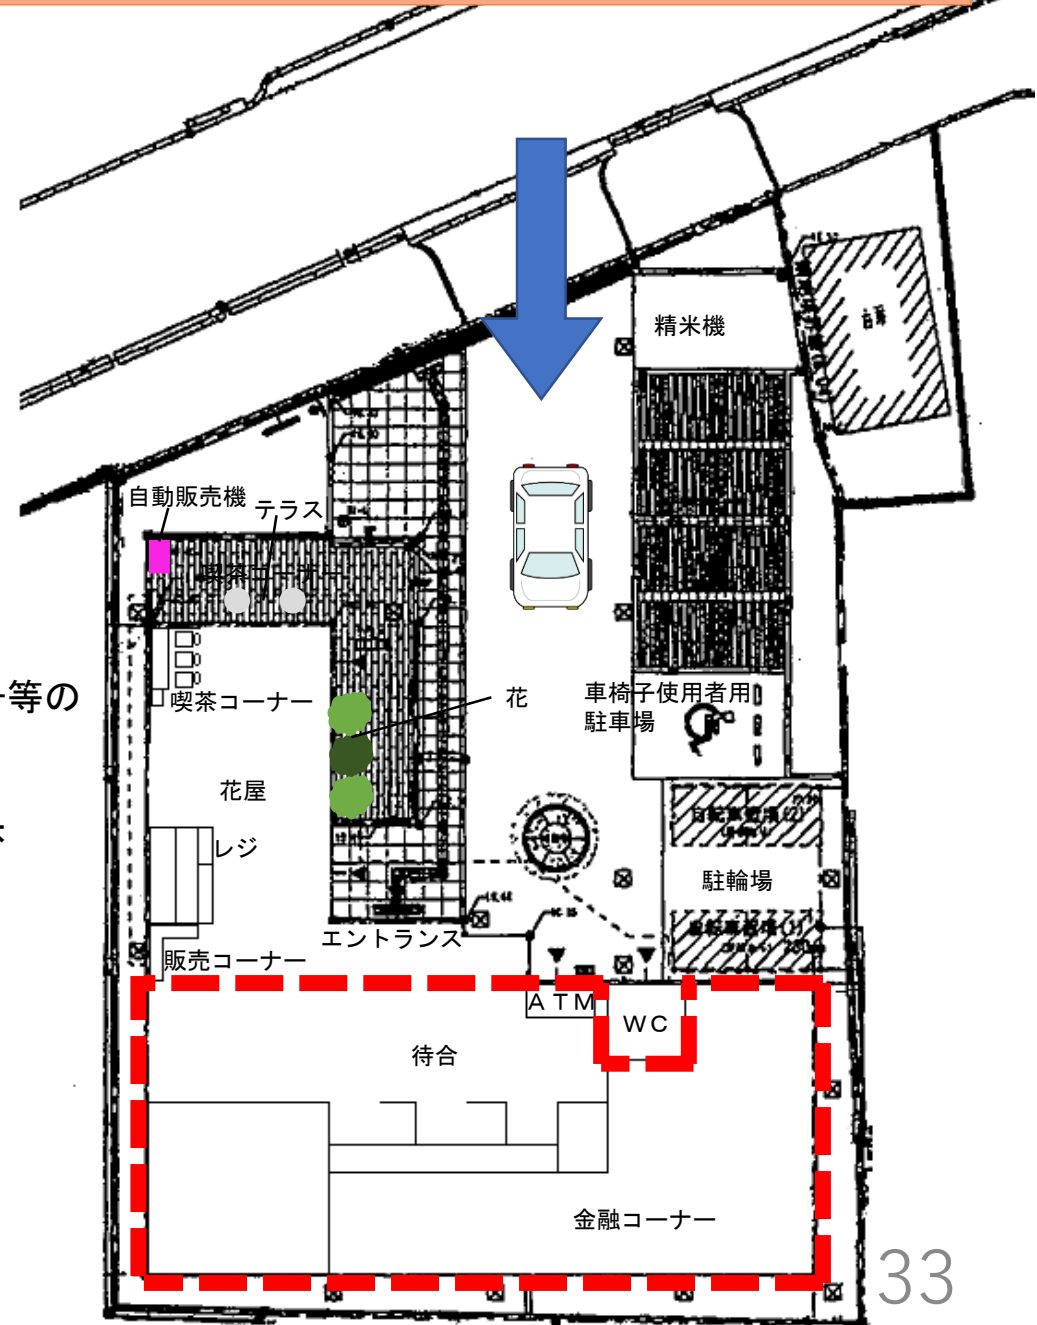 精米機
自動販売機
テラス
喫茶コーナー
等の
喫茶コーナー
花
車椅子使用者用
駐車場
花屋
レジ
駐輪場
エントランス
販売コーナー
ATM
WC
待合
金融コーナー
33